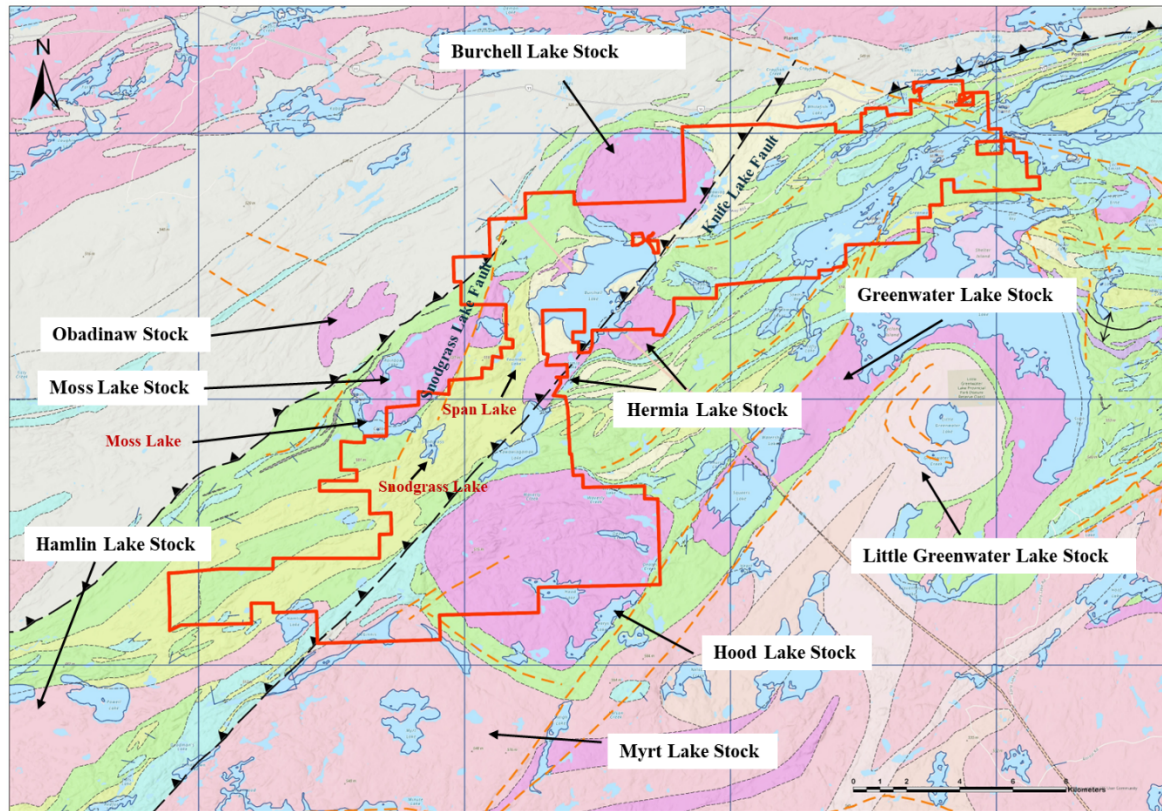 N
Burchell Lake Stock
Knife Lake Fault
Greenwater Lake Stock
Obadinaw Stock
Snodgrass Lake Fault
Moss Lake Stock
Span Lake
Hermia Lake Stock
Moss Lake
Snodgrass Lake
Hamlin Lake Stock
Little Greenwater Lake Stock
Hood Lake Stock
Myrt Lake Stock
0 1 2 4 6 8
Kilometers